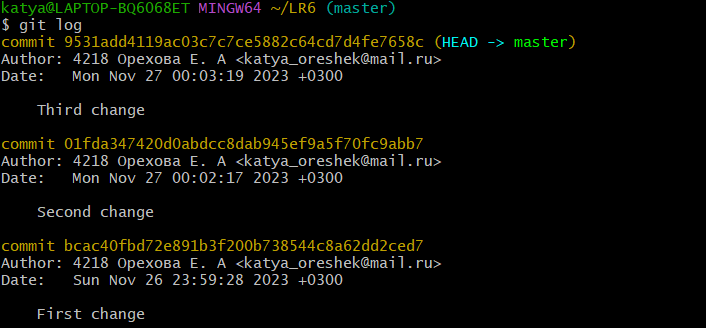 katya@LAPTOP-BQ6068ET MINGW64 ~/LR6 (master)
$ git log
commit 9531add4119ac03c7c7ce5882c64cd7d4fe7658c (HEAD -> master)
Author: 4218 Орехова Е. А <katya_oreshek@mail.ru>
Date:   Mon Nov 27 00:03:19 2023 +0300
    Third change
commit 01fda347420d0abdcc8dab945ef9a5f70fc9abb7
Author: 4218 Орехова Е. А <katya_oreshek@mail.ru>
Date:   Mon Nov 27 00:02:17 2023 +0300
    Second change
commit bcac40fbd72e891b3f200b738544c8a62dd2ced7
Author: 4218 Орехова Е. А <katya_oreshek@mail.ru>
Date:   Sun Nov 26 23:59:28 2023 +0300
    First change